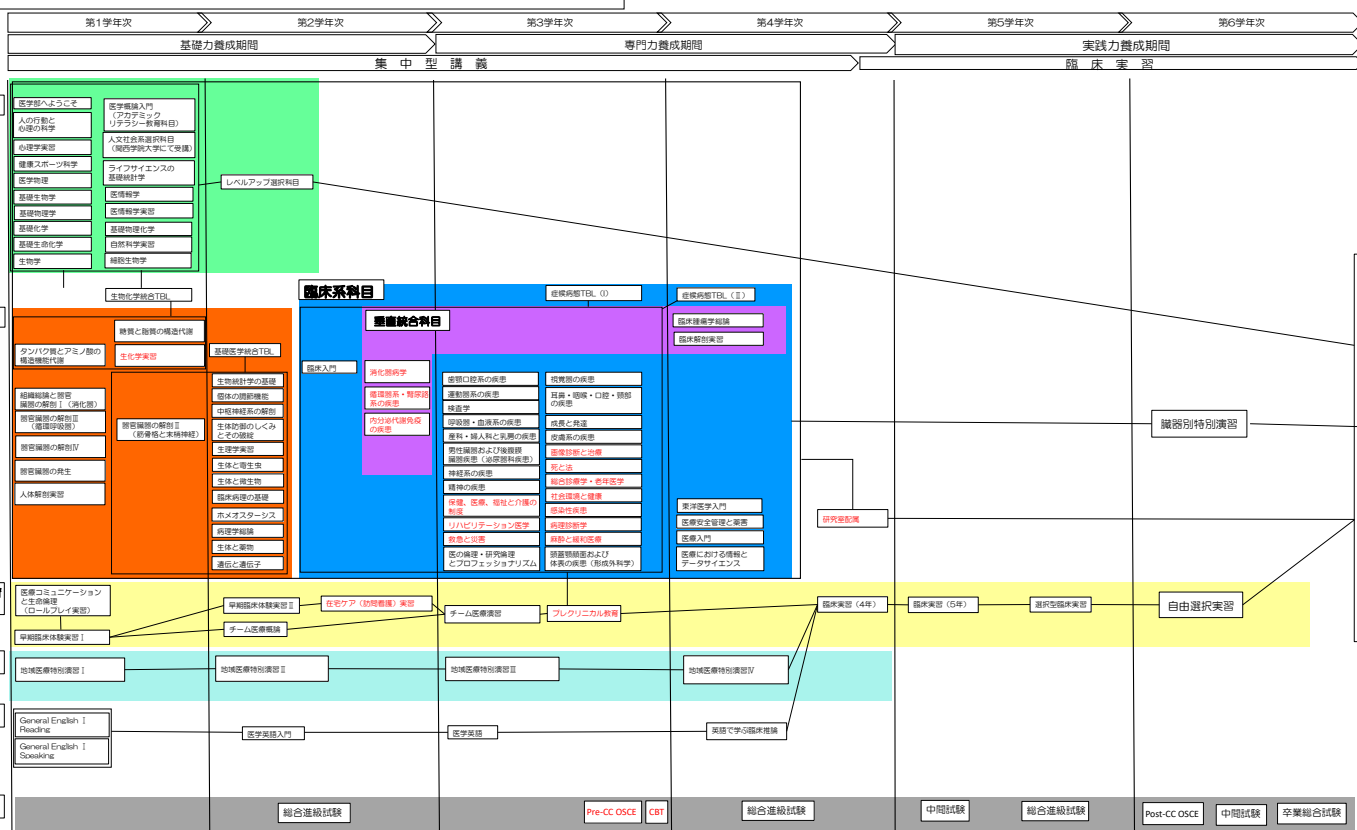 第1学年次
第2学年次
第3学年次
第4学年次
第5学年次
第6学年次
基礎力養成期間
専門力養成期間
実践力養成期間
集中型講義
臨床実習
医学部へようこそ
人の行動と
心理の科学
心理学実習
健康スポーツ科学
医学物理
基礎生物学
基礎物理学
基礎化学
基礎生命化学
生物学
医学概論入門
(アカデミック
リテラシー教育科目)
人文社会系選択科目
(関西学院大学にて受講)
ライフサイエンスの
基礎統計学
医情報学
医情報学実習
基礎物理化学
自然科学実習
細胞生物学
レベルアップ選択科目
生物化学統合TBL
糖質と脂質の構造代謝
タンパク質とアミノ酸の
構造機能代謝
生化学実習
基礎医学統合TBL
組織総論と器官
臓器の解剖Ⅰ(消化器)
器官臓器の解剖Ⅲ
(循環呼吸器)
器官臓器の解剖Ⅳ
器官臓器の発生
人体解剖実習
器官臓器の解剖Ⅱ
(筋骨格と末梢神経)
生物統計学の基礎
個体の調節機能
中枢神経系の解剖
生体防御のしくみ
とその破綻
生理学実習
生体と寄生虫
生体と微生物
臨床病理の基礎
ホメオスターシス
病理学総論
生体と薬物
遺伝と遺伝子
臨床系科目
症候病態TBL(Ⅰ)
症候病態TBL(Ⅱ)
垂直統合科目
臨床腫瘍学総論
臨床解剖実習
臨床入門
消化器病学
循環器系・腎尿路
系の疾患
内分泌代謝免疫
の疾患
歯顎口腔系の疾患
運動器系の疾患
検査学
呼吸器・血液系の疾患
産科・婦人科と乳房の疾患
男性臓器および後腹膜
臓器疾患(泌尿器科疾患)
神経系の疾患
精神の疾患
保健、医療、福祉と介護の
制度
リハビリテーション医学
救急と災害
医の倫理・研究倫理
とプロフェッショナリズム
視覚器の疾患
耳鼻・咽喉・口腔・頸部
の疾患
成長と発達
皮膚系の疾患
画像診断と治療
死と法
総合診療学・老年医学
社会環境と健康
感染性疾患
病理診断学
麻酔と緩和医療
頭蓋顎顔面および
体表の疾患(形成外科学)
東洋医学入門
医療安全管理と薬害
医療入門
医療における情報と
データサイエンス
研究室配属
臓器別特別演習
医療コミュニケーション
と生命倫理
(ロールプレイ実習)
早期臨床体験実習Ⅰ
早期臨床体験実習Ⅱ
在宅ケア(訪問看護)実習
チーム医療概論
チーム医療演習
プレクリニカル教育
臨床実習(4年)
臨床実習(5年)
選択型臨床実習
自由選択実習
地域医療特別演習Ⅰ
地域医療特別演習Ⅱ
地域医療特別演習Ⅲ
地域医療特別演習Ⅳ
General English Ⅰ
Reading
General English Ⅰ
Speaking
医学英語入門
医学英語
英語で学ぶ臨床推論
総合進級試験
Pre-CC OSCE
CBT
総合進級試験
中間試験
総合進級試験
Post-CC OSCE
中間試験
卒業総合試験